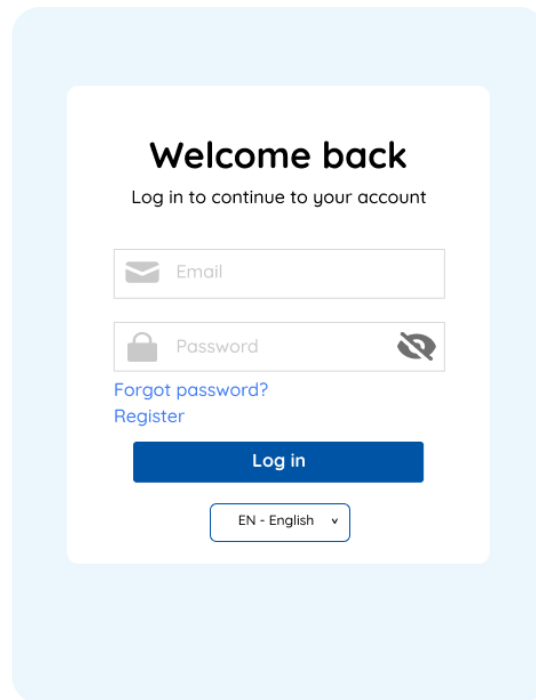 Welcome back
Log in to continue to your account
Email
Password
Forgot password?
Register
Log in
EN - English